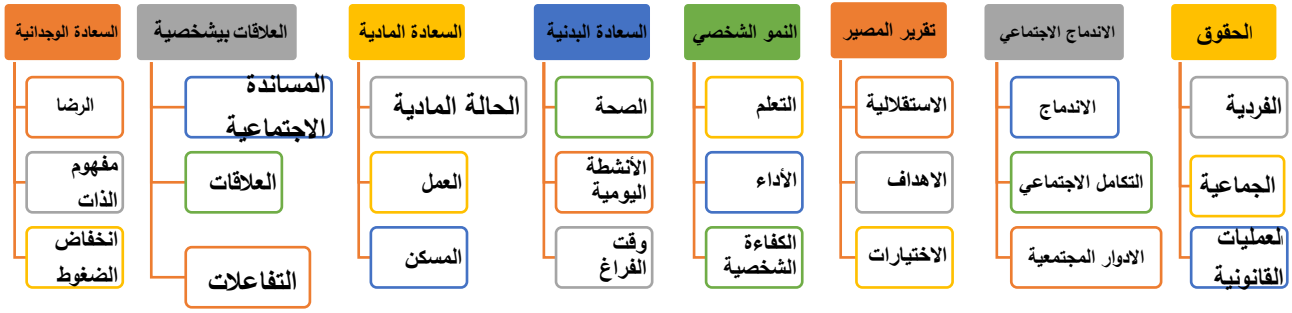 الحقوق
الفردية
الجماعية
لعمليات
القانونية
الاندماج الاجتماعي
الاندماج
التكامل الاجتماعي
الادوار المجتمعية
تقرير المصير
الاستقلالية
الاهداف
الاختيارات
النمو الشخصي
التعلم
الأداء
الكفاءة
الشخصية
السعادة البدنية
الصحة
الأنشطة
اليومية
وقت
الفراغ
السعادة المادية
الحالة المادية
العمل
المسكن
العلاقات بيشخصية
المساندة
الاجتماعية
العلاقات
التفاعلات
السعادة الوجدانية
الرضا
مفهوم
الذات
انخفاض
الضغوط